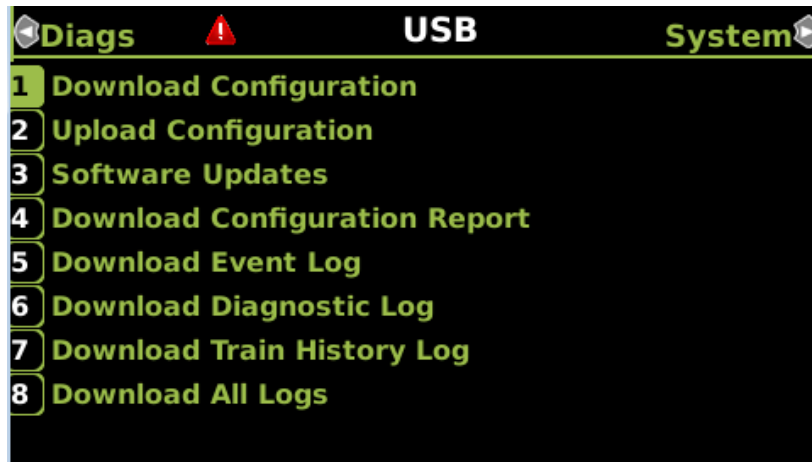 Diags USB System
1 Download Configuration
2 Upload Configuration
3 Software Updates
4 Download Configuration Report
5 Download Event Log
6 Download Diagnostic Log
7 Download Train History Log
8 Download All Logs